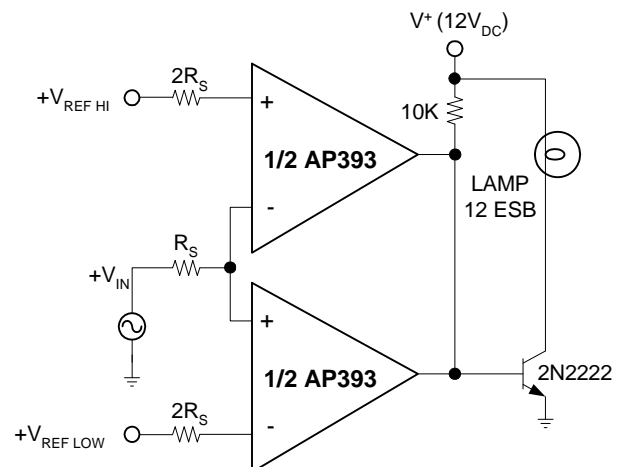 V+ (12VDC)
2RS
+VREF HI
+
10K
1/2 AP393
-
LAMP
12 ESB
RS
+VIN
+
1/2 AP393
2N2222
2RS
-
+VREF LOW